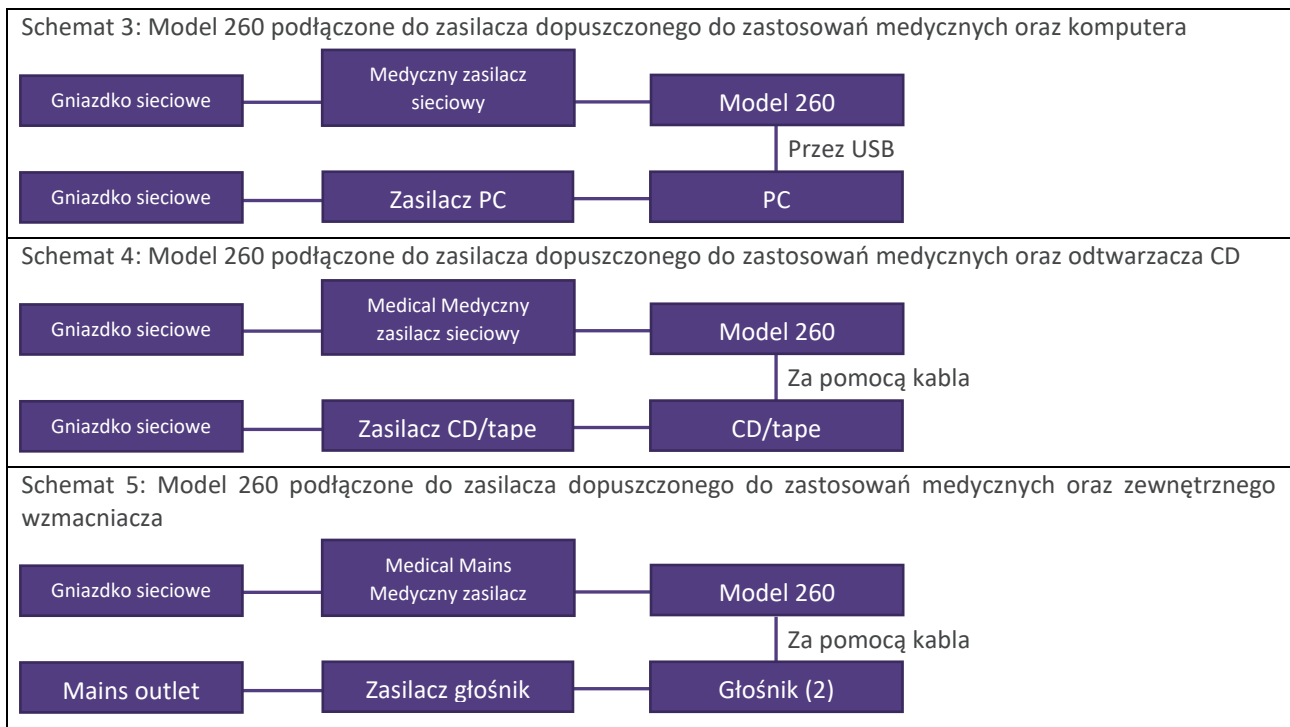 Schemat 3: Model 260 podłączone do zasilacza dopuszczonego do zastosowań medycznych oraz komputera
Gniazdko sieciowe
Medyczny zasilacz
sieciowy
Model 260
Przez USB
Gniazdko sieciowe
Zasilacz PC
PC
Schemat 4: Model 260 podłączone do zasilacza dopuszczonego do zastosowań medycznych oraz odtwarzacza CD
Gniazdko sieciowe
Medical Medyczny
zasilacz sieciowy
Model 260
Za pomocą kabla
Gniazdko sieciowe
Zasilacz CD/tape
CD/tape
Schemat 5: Model 260 podłączone do zasilacza dopuszczonego do zastosowań medycznych oraz zewnętrznego
wzmacniacza
Gniazdko sieciowe
Medical Mains
Medyczny zasilacz
Model 260
Za pomocą kabla
Mains outlet
Zasilacz głośnik
Głośnik (2)